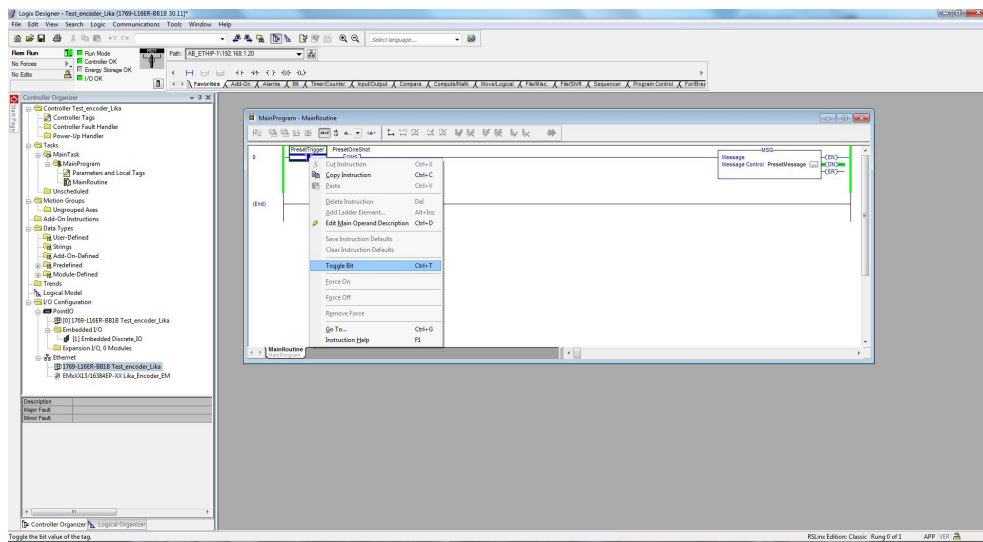 Logix Designer - Test_encoder_Lika [1769-L16ER-BB1B 30.11]*
File Edit View Search Logic Communications Tools Window Help
Select language...
Rem Run
Run Mode
Path: AB_ETHIP-1\192.168.1.20
No Forces
Controller OK
Energy Storage OK
No Edits
I/O OK
Favorites Add-On Alarms Bit Timer/Counter Input/Output Compare Compute/Math Move/Logical File/Misc. File/Shift Sequencer Program Control For/Break
Start Page
Controller Organizer
Controller Test_encoder_Lika
Controller Tags
Controller Fault Handler
Power-Up Handler
Tasks
MainTask
MainProgram
Parameters and Local Tags
MainRoutine
Unscheduled
Motion Groups
Ungrouped Axes
Add-On Instructions
Data Types
User-Defined
Strings
Add-On-Defined
Predefined
Module-Defined
Trends
Logical Model
I/O Configuration
PointIO
[0] 1769-L16ER-BB1B Test_encoder_Lika
Embedded I/O
[1] Embedded Discrete_IO
Expansion I/O, 0 Modules
Ethernet
1769-L16ER-BB1B Test_encoder_Lika
EMxXX13/16384EP-XX Lika_Encoder_EM
Description
Major Fault
Minor Fault
Controller Organizer Logical Organizer
MainProgram - MainRoutine
PresetTrigger PresetOneShot
0
ONS
MSG
Message
Message Control PresetMessage ...
EN
DN
ER
(End)
Cut Instruction Ctrl+X
Copy Instruction Ctrl+C
Paste Ctrl+V
Delete Instruction Del
Add Ladder Element... Alt+Ins
Edit Main Operand Description Ctrl+D
Save Instruction Defaults
Clear Instruction Defaults
Toggle Bit Ctrl+T
Force On
Force Off
Remove Force
Go To... Ctrl+G
Instruction Help F1
MainRoutine
MainProgram
Toggle the bit value of the tag.
RSLinx Edition: Classic Rung 0 of 1 APP VER